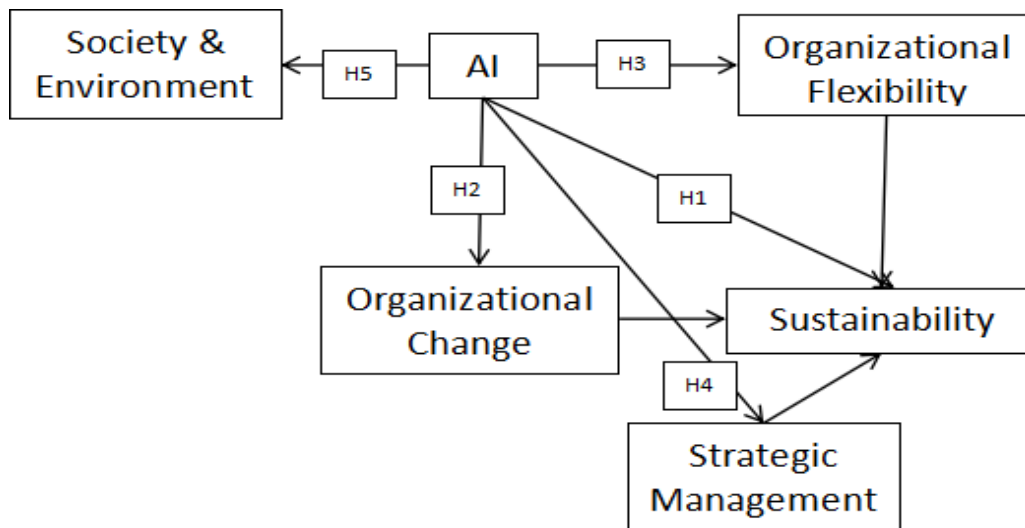 Society &
Environment
H5
AI
H3
Organizational
Flexibility
H2
H1
Organizational
Change
Sustainability
H4
Strategic
Management